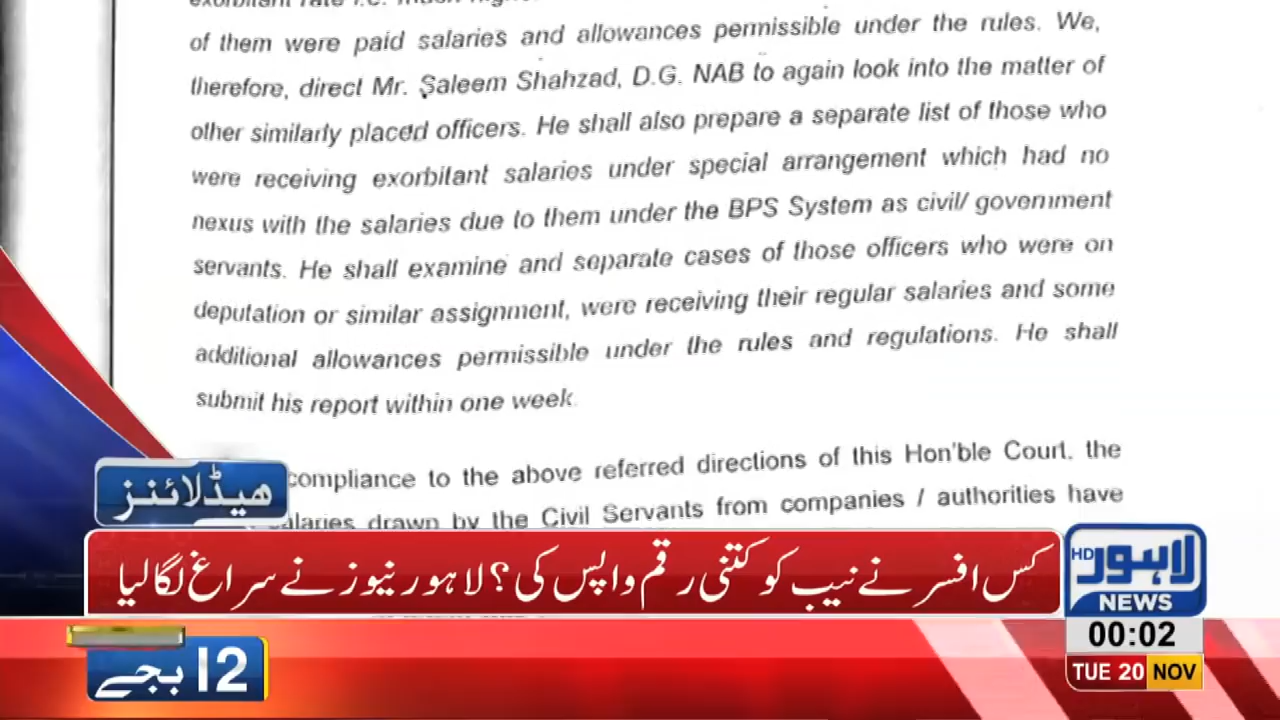 of them were paid salaries and allowances permissible under the rules. We,
therefore, direct Mr. Saleem Shahzad, D.G. NAB to again look into the matter of
other similarly placed officers. He shall also prepare a separate list of those who
were receiving exorbitant salaries under special arrangement which had no
nexus with the salaries due to them under the BPS System as civil/ government
servants. He shall examine and separate cases of those officers who were on
deputation or similar assignment, were receiving their regular salaries and some
additional allowances permissible under the rules and regulations. He shall
submit his report within one week.
compliance to the above referred directions of this Hon'ble Court. the
salaries drawn by the Civil Servants from companies / authorities have
ہیڈلائنز
کس افسر نے نیب کو کتنی رقم واپس کی؟ لاہور نیوز نے سراغ لگا لیا
لاہور HD
NEWS
00:02
TUE 20 NOV
12 بجے